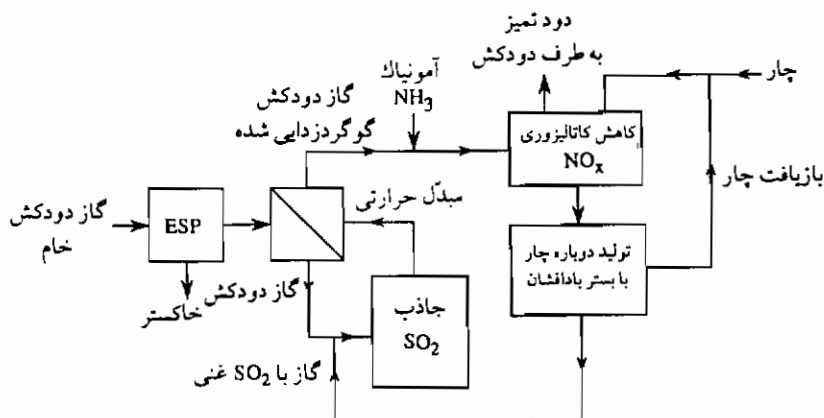 دود تمیز
به طرف دودکش
آمونیاك
NH3
گاز دودکش
گوگردزدایی شده
چار
کاهش کاتالیزوری
NOx
بازیافت چار
مبدّل حرارتی
گاز دودکش
خام
ESP
تولید دوباره چار
با بستر بادافشان
خاکستر
گاز دودکش
جاذب
SO2
گاز با SO2 غنی